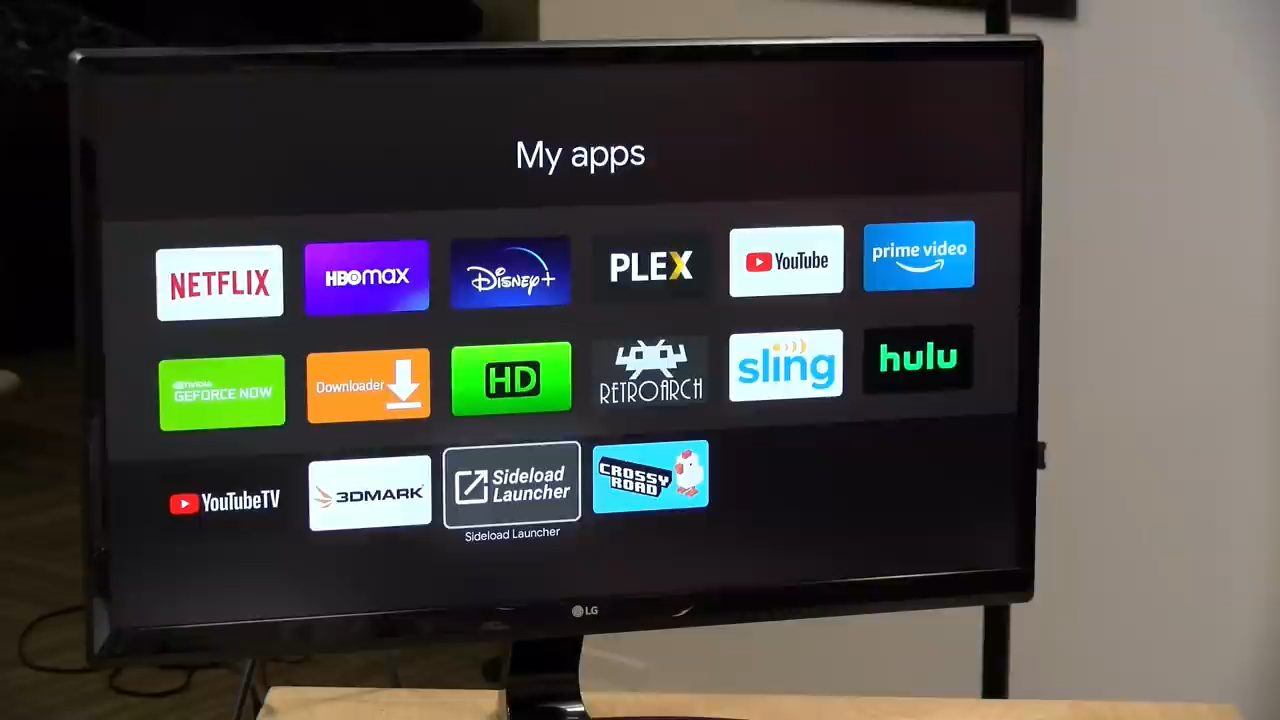 My apps
NETFLIX
HBOMAX
Disney+
PLEX
YouTube
prime video
NVIDIA
GEFORCE NOW
Downloader
HD
RETROARCH
sling
hulu
YouTubeTV
3DMARK
Sideload
Launcher
Sideload Launcher
CROSSY
ROAD
LG